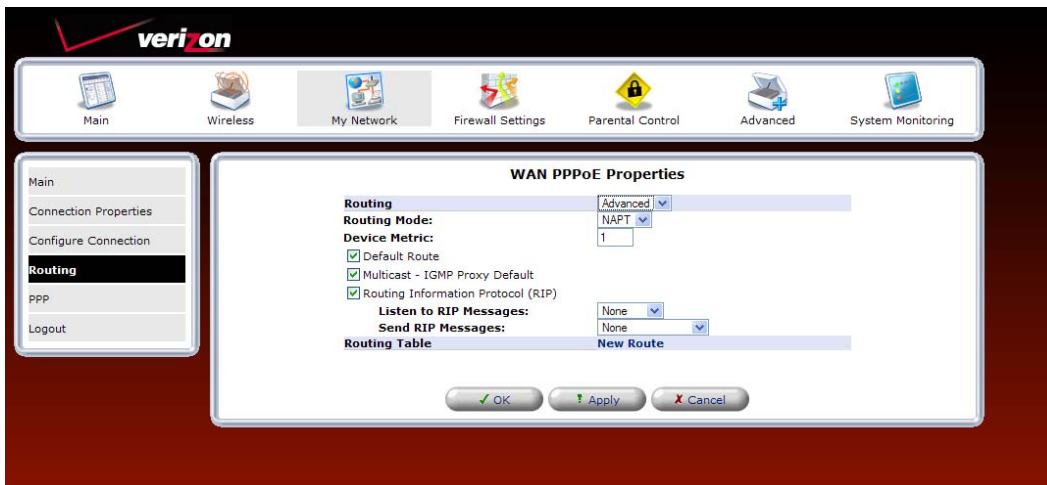 verizon
Main Wireless My Network Firewall Settings Parental Control Advanced System Monitoring
Main
Connection Properties
Configure Connection
Routing
PPP
Logout
WAN PPPoE Properties
Routing Advanced
Routing Mode: NAPT
Device Metric: 1
Default Route
Multicast - IGMP Proxy Default
Routing Information Protocol (RIP)
Listen to RIP Messages: None
Send RIP Messages: None
Routing Table New Route
OK Apply Cancel